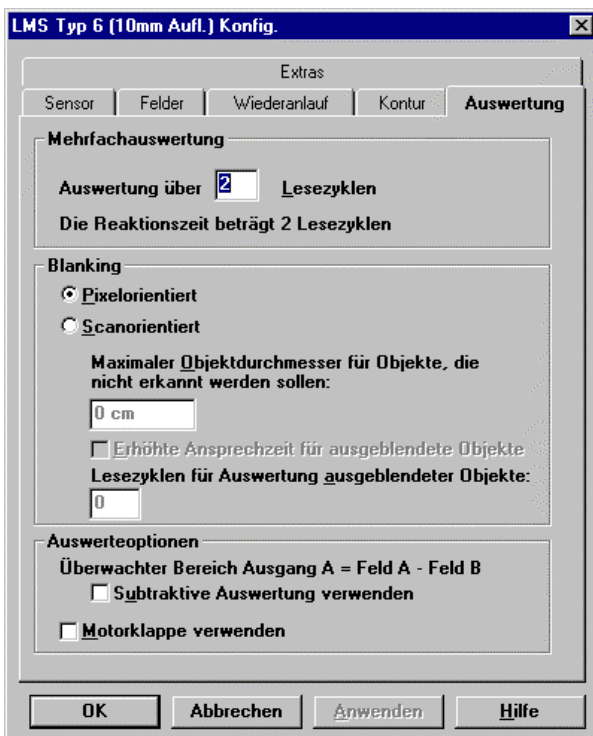 LMS Typ 6 (10mm Aufl.) Konfig.
Extras
Sensor Felder Wiederanlauf Kontur Auswertung
Mehrfachauswertung
Auswertung über 2 Lesezyklen
Die Reaktionszeit beträgt 2 Lesezyklen
Blanking
Pixelorientiert
Scanorientiert
Maximaler Objektdurchmesser für Objekte, die
nicht erkannt werden sollen:
0 cm
Erhöhte Ansprechzeit für ausgeblendete Objekte
Lesezyklen für Auswertung ausgeblendeter Objekte:
0
Auswerteoptionen
Überwachter Bereich Ausgang A = Feld A - Feld B
Subtraktive Auswertung verwenden
Motorklappe verwenden
OK Abbrechen Anwenden Hilfe